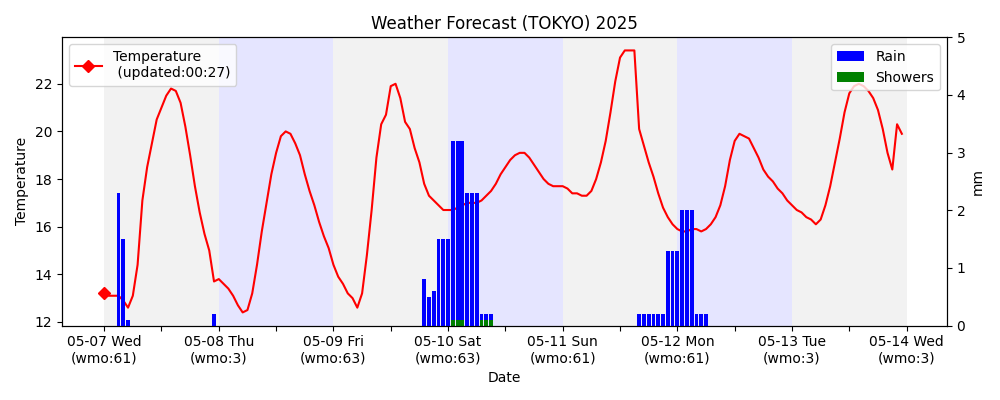 Weather Forecast (TOKYO) 2025
Temperature
(updated:00:27)
Rain
Showers
Temperature
22
20
18
16
14
12
5
4
3
2
1
0
mm
05-07 Wed
(wmo:61)
05-08 Thu
(wmo:3)
05-09 Fri
(wmo:63)
05-10 Sat
(wmo:63)
05-11 Sun
(wmo:61)
05-12 Mon
(wmo:61)
05-13 Tue
(wmo:3)
05-14 Wed
(wmo:3)
Date